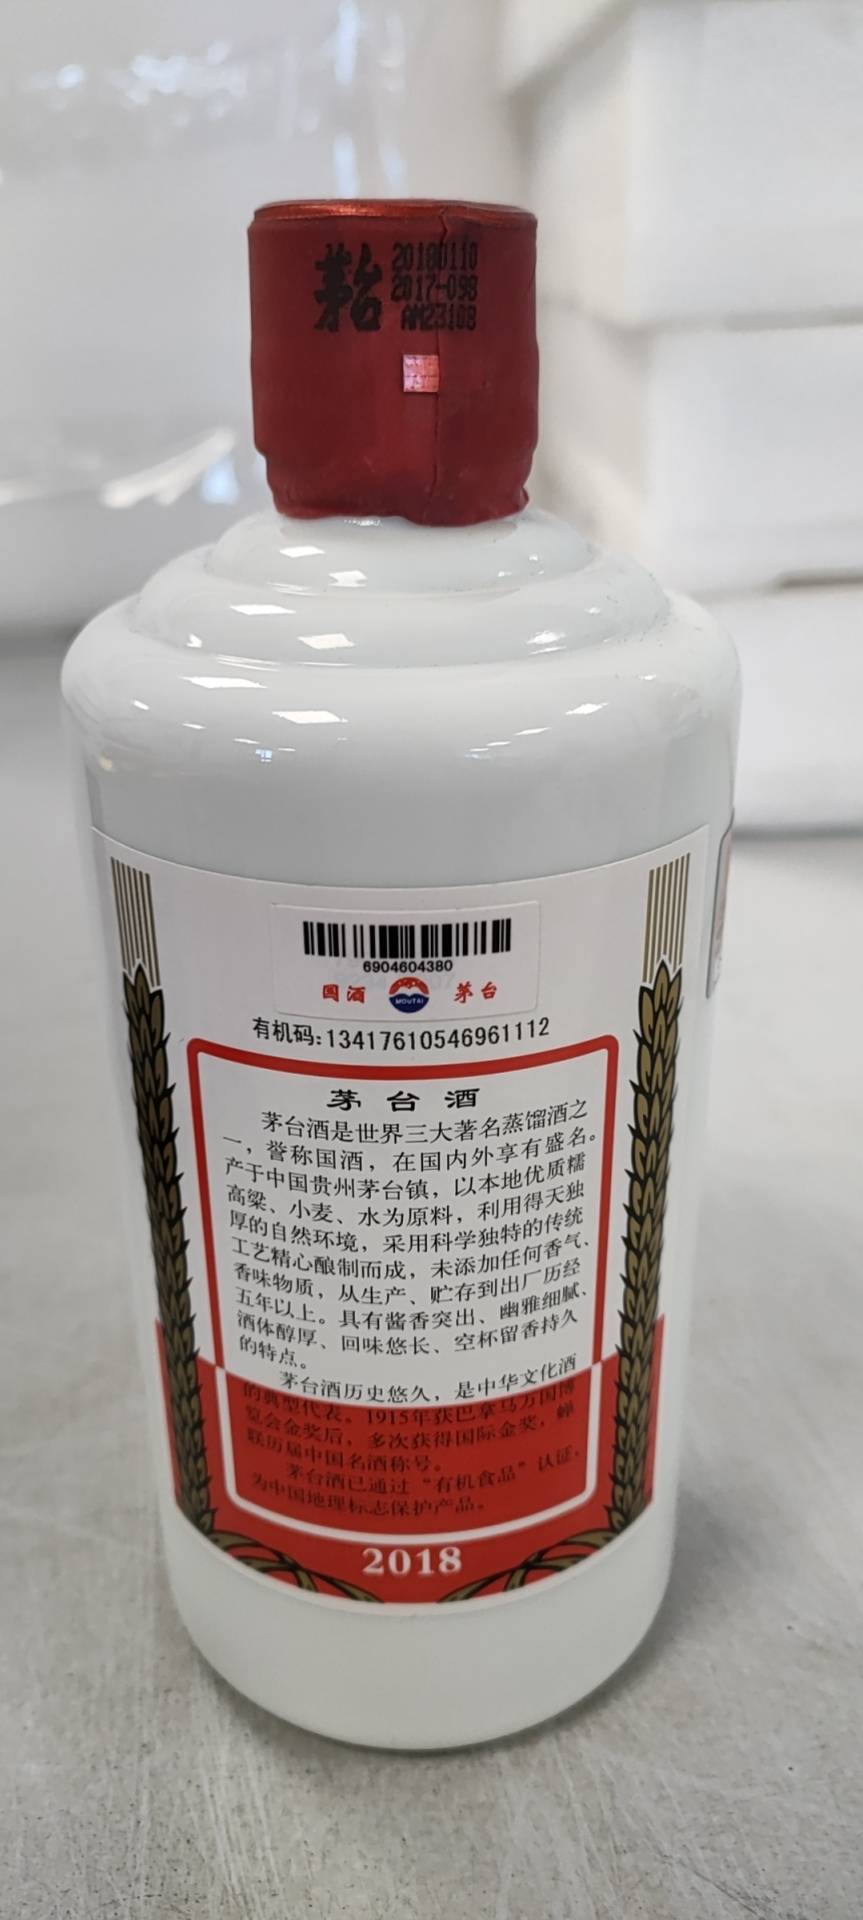 茅台
20180110
2017-098
AM23108
6904604380
国酒 MOUTAI 茅台
有机码:13417610546961112
茅台酒
茅台酒是世界三大著名蒸馏酒之
一，誉称国酒，在国内外享有盛名。
产于中国贵州茅台镇，以本地优质糯
高粱、小麦、水为原料，利用得天独
厚的自然环境，采用科学独特的传统
工艺精心酿制而成，未添加任何香气、
香味物质，从生产、贮存到出厂历经
五年以上。具有酱香突出、幽雅细腻、
酒体醇厚、回味悠长、空杯留香持久
的特点。
茅台酒历史悠久，是中华文化酒
的典型代表。1915年获巴拿马万国博
览会金奖后，多次获得国际金奖，蝉
联历届中国名酒称号。
茅台酒已通过“有机食品”认证，
为中国地理标志保护产品。
2018